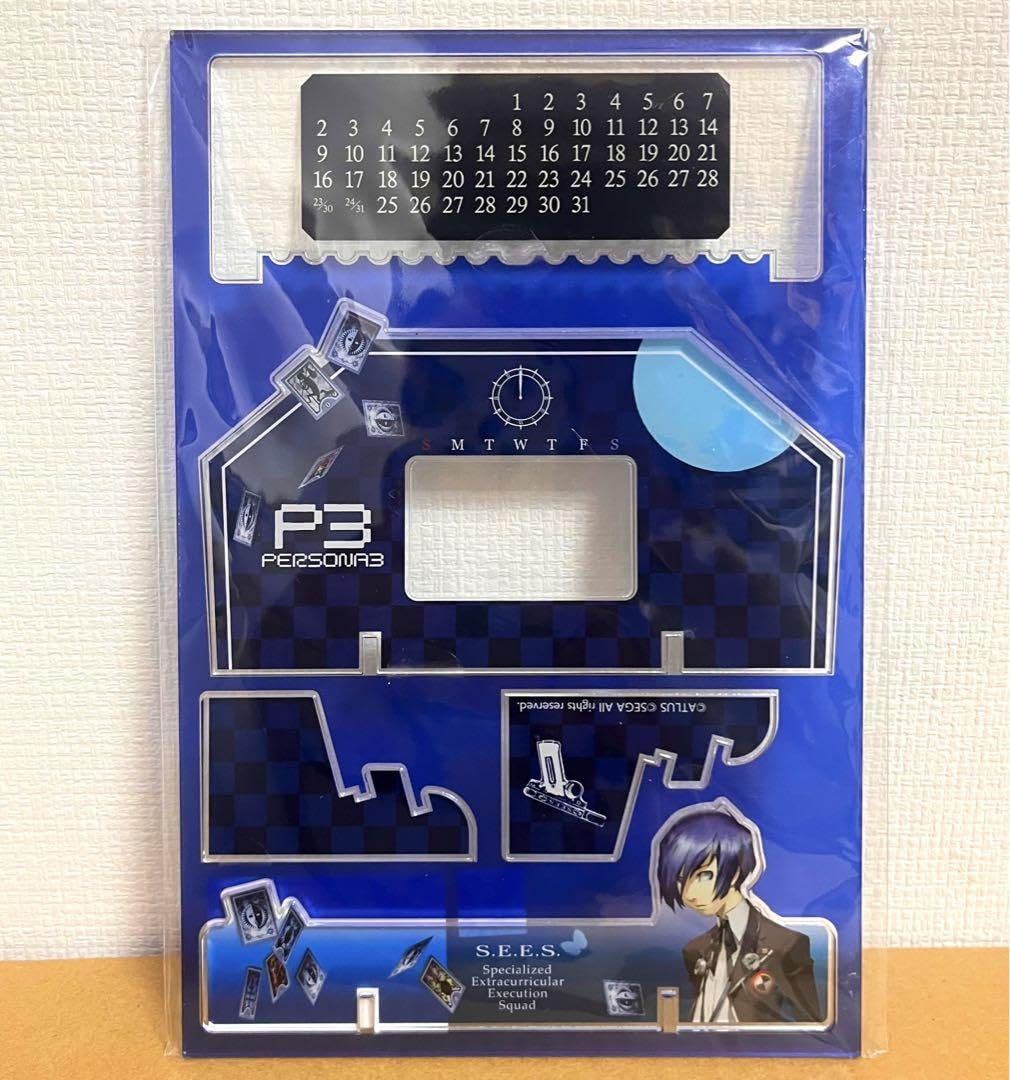 1 2 3 4 5 6 7
2 3 4 5 6 7 8 9 10 11 12 13 14
9 10 11 12 13 14 15 16 17 18 19 20 21
16 17 18 19 20 21 22 23 24 25 26 27 28
23/30 24/31 25 26 27 28 29 30 31
S M T W T F S
P3
PERSONA3
©ATLUS ©SEGA All rights reserved.
S.E.E.S.
Specialized
Extracurricular
Execution
Squad